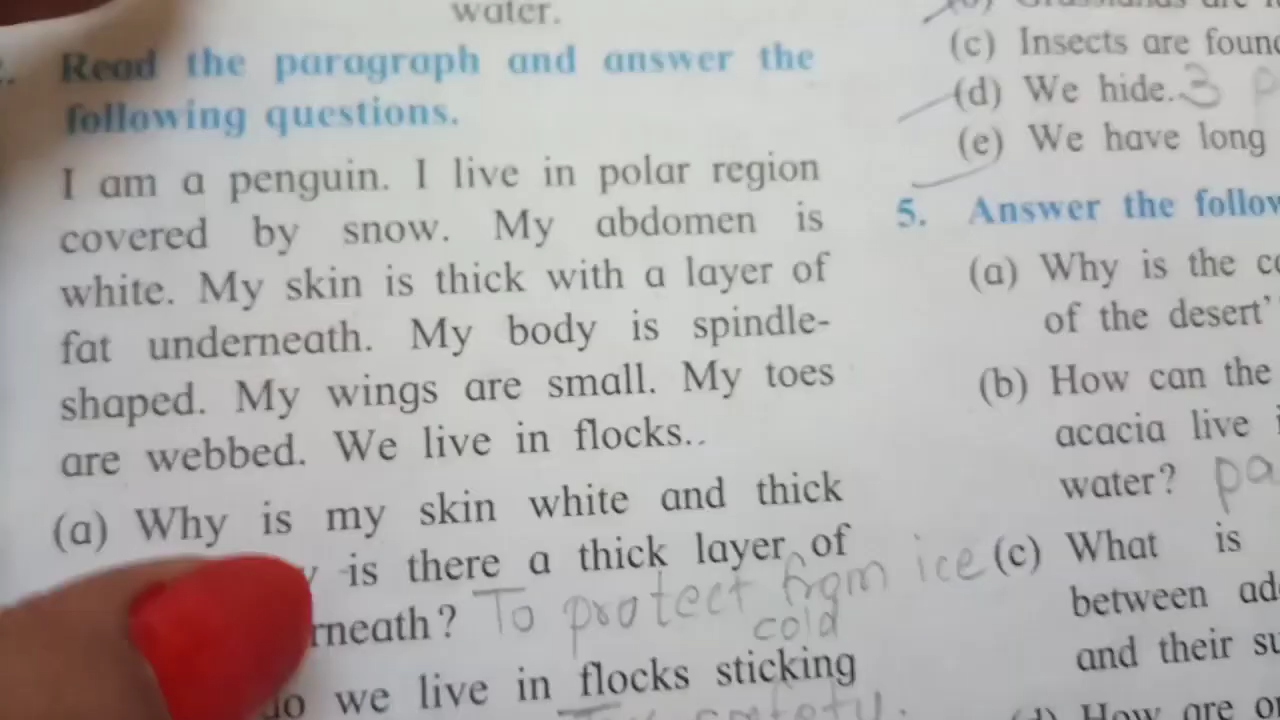 water.
Read the paragraph and answer the
following questions.
I am a penguin. I live in polar region
covered by snow. My abdomen is
white. My skin is thick with a layer of
fat underneath. My body is spindle-
shaped. My wings are small. My toes
are webbed. We live in flocks..
(a) Why is my skin white and thick
is there a thick layer of
rneath? To protect from ice
cold
do we live in flocks sticking
(c) Insects are found
(d) We hide. 3 p
(e) We have long
5. Answer the follow
(a) Why is the co
of the desert'
(b) How can the
acacia live i
water? pa
(c) What is
between ad
and their su
(d) How are o